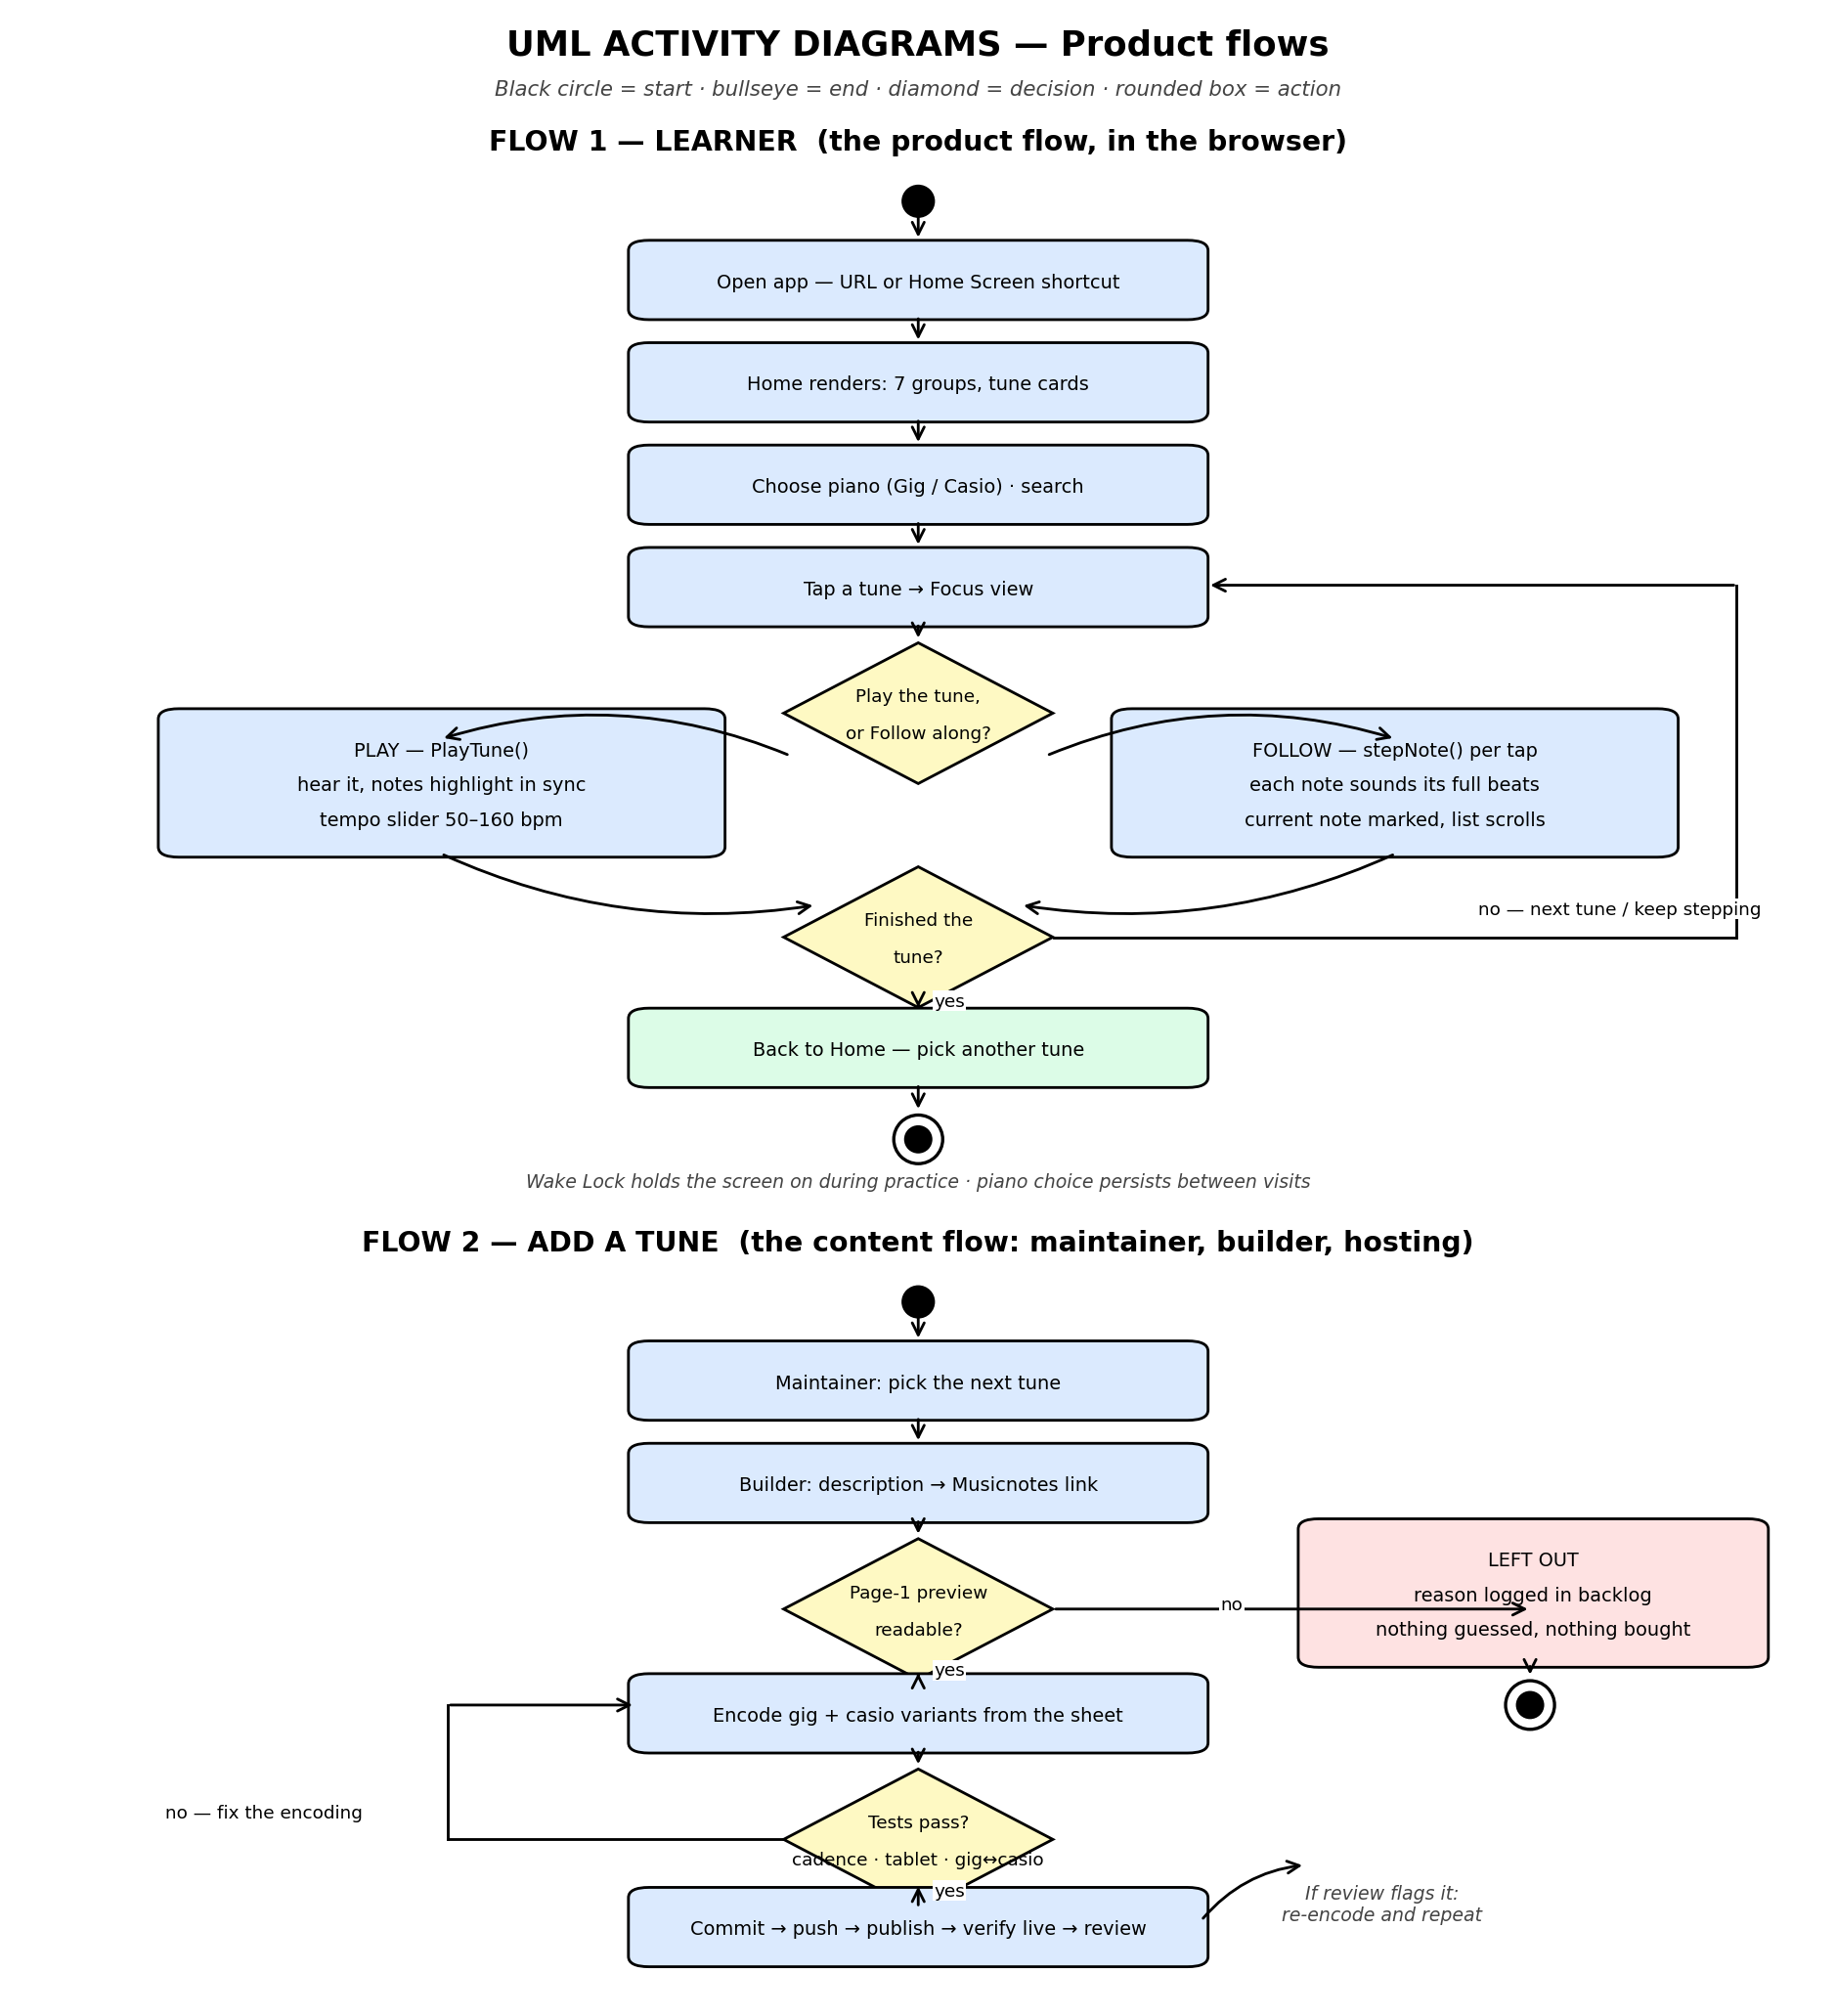 UML ACTIVITY DIAGRAMS — Product flows
Black circle = start · bullseye = end · diamond = decision · rounded box = action
FLOW 1 — LEARNER (the product flow, in the browser)
Open app — URL or Home Screen shortcut
Home renders: 7 groups, tune cards
Choose piano (Gig / Casio) · search
Tap a tune → Focus view
Play the tune,
or Follow along?
PLAY — PlayTune()
hear it, notes highlight in sync
tempo slider 50–160 bpm
FOLLOW — stepNote() per tap
each note sounds its full beats
current note marked, list scrolls
no — next tune / keep stepping
Finished the
tune?
yes
Back to Home — pick another tune
Wake Lock holds the screen on during practice · piano choice persists between visits
FLOW 2 — ADD A TUNE (the content flow: maintainer, builder, hosting)
Maintainer: pick the next tune
Builder: description → Musicnotes link
Page-1 preview
readable?
no
LEFT OUT
reason logged in backlog
nothing guessed, nothing bought
yes
Encode gig + casio variants from the sheet
no — fix the encoding
Tests pass?
cadence · tablet · gig↔casio
yes
Commit → push → publish → verify live → review
If review flags it:
re-encode and repeat